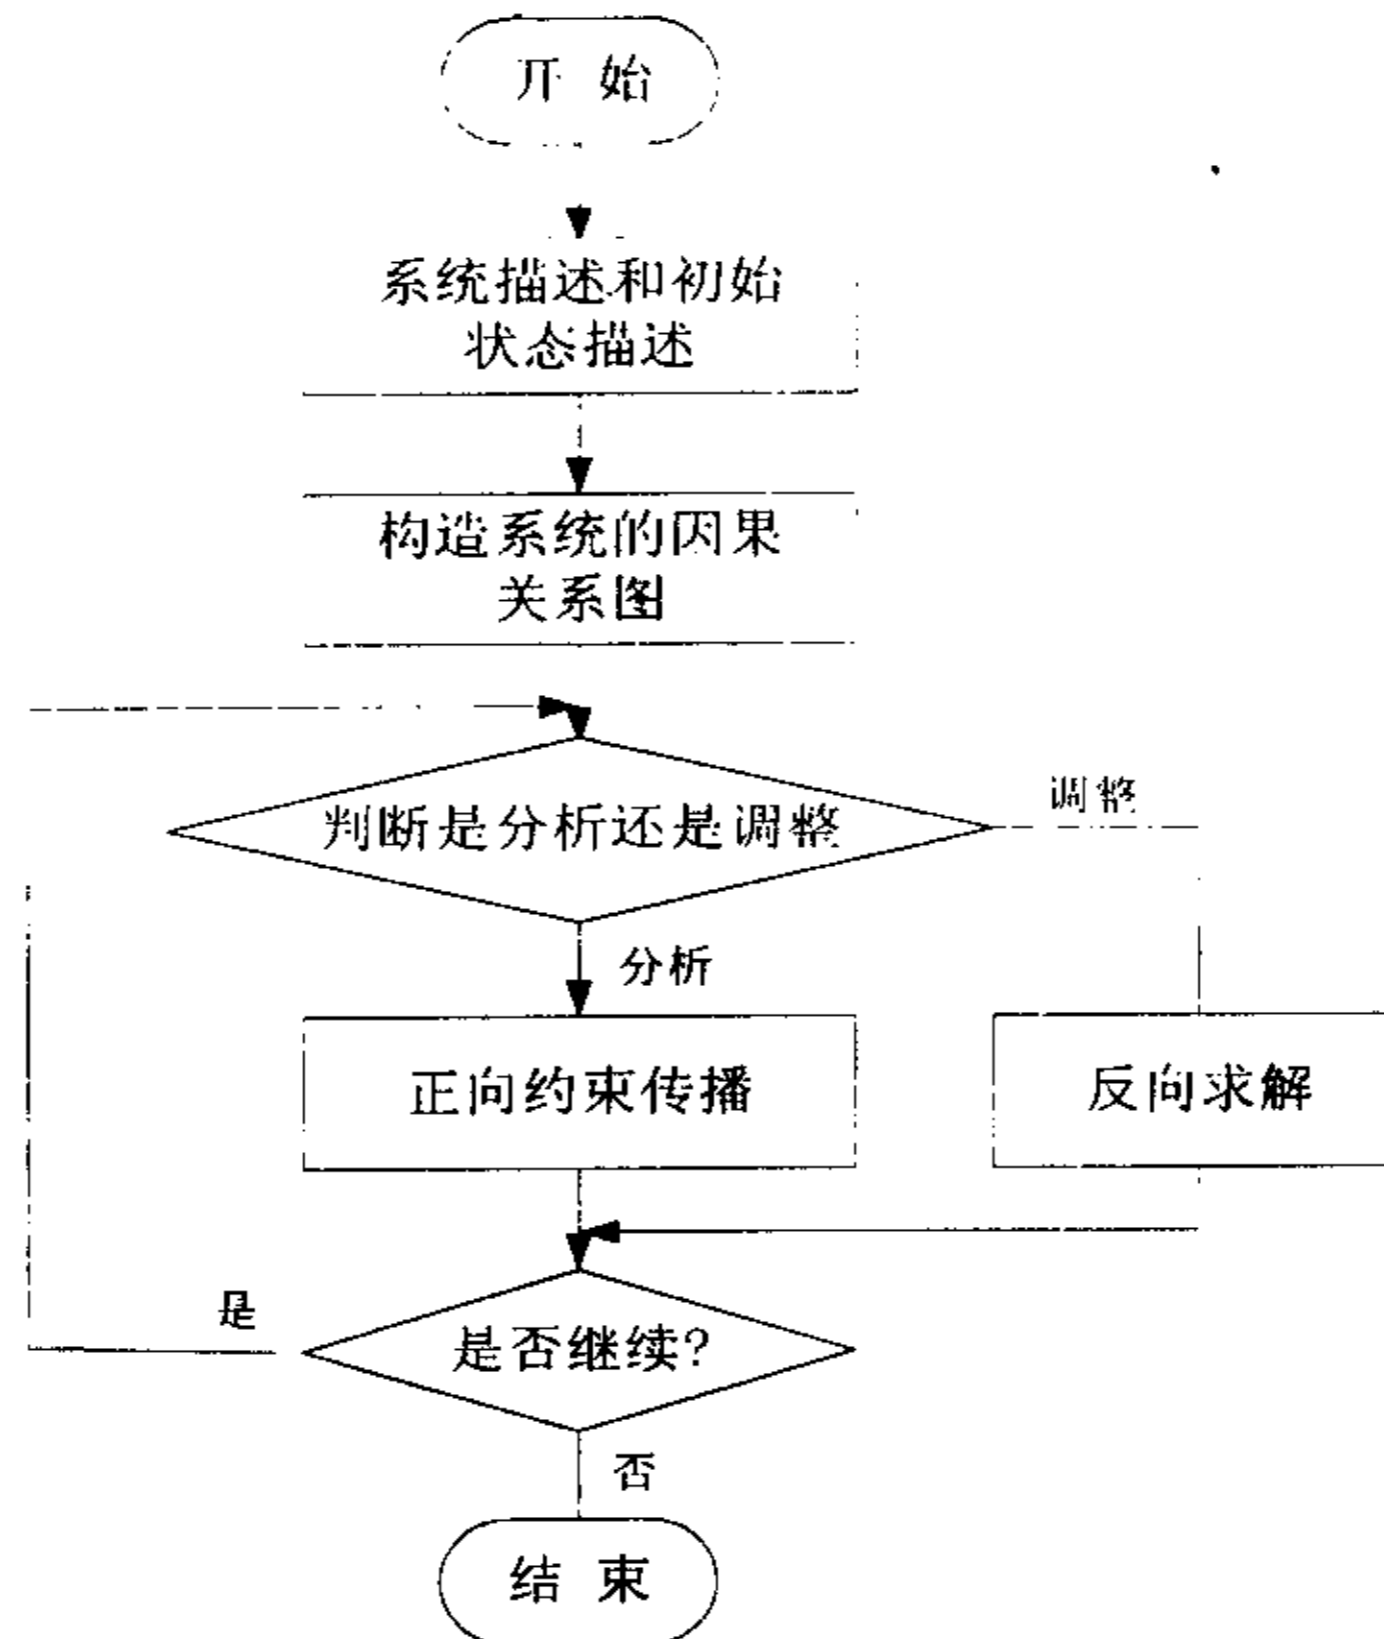 开 始
系统描述和初始
状态描述
构造系统的因果
关系图
判断是分析还是调整
调整
分析
正向约束传播
反向求解
是
是否继续?
否
结 束